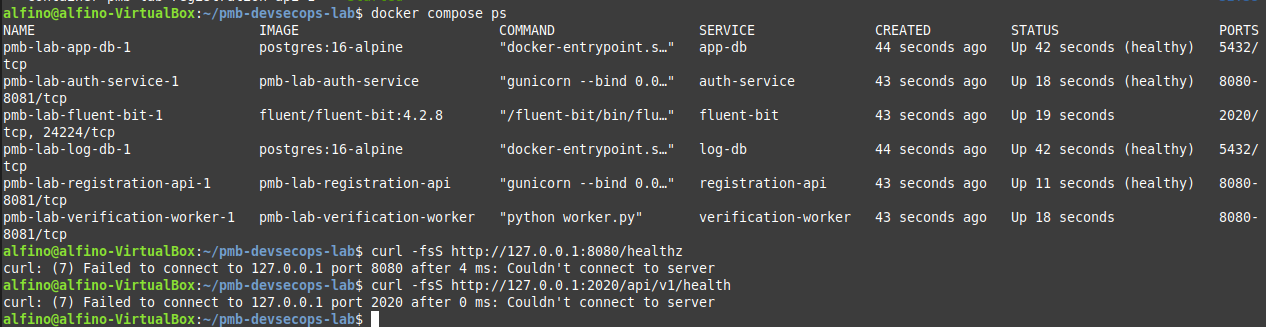 alfino@alfino-VirtualBox:~/pmb-devsecops-lab$ docker compose ps
NAME IMAGE COMMAND SERVICE CREATED STATUS PORTS
pmb-lab-app-db-1 postgres:16-alpine "docker-entrypoint.s…" app-db 44 seconds ago Up 42 seconds (healthy) 5432/
tcp
pmb-lab-auth-service-1 pmb-lab-auth-service "gunicorn --bind 0.0…" auth-service 43 seconds ago Up 18 seconds (healthy) 8080-
8081/tcp
pmb-lab-fluent-bit-1 fluent/fluent-bit:4.2.8 "/fluent-bit/bin/flu…" fluent-bit 43 seconds ago Up 19 seconds 2020/
tcp, 24224/tcp
pmb-lab-log-db-1 postgres:16-alpine "docker-entrypoint.s…" log-db 44 seconds ago Up 42 seconds (healthy) 5432/
tcp
pmb-lab-registration-api-1 pmb-lab-registration-api "gunicorn --bind 0.0…" registration-api 43 seconds ago Up 11 seconds (healthy) 8080-
8081/tcp
pmb-lab-verification-worker-1 pmb-lab-verification-worker "python worker.py" verification-worker 43 seconds ago Up 18 seconds 8080-
8081/tcp
alfino@alfino-VirtualBox:~/pmb-devsecops-lab$ curl -fsS http://127.0.0.1:8080/healthz
curl: (7) Failed to connect to 127.0.0.1 port 8080 after 4 ms: Couldn't connect to server
alfino@alfino-VirtualBox:~/pmb-devsecops-lab$ curl -fsS http://127.0.0.1:2020/api/v1/health
curl: (7) Failed to connect to 127.0.0.1 port 2020 after 0 ms: Couldn't connect to server
alfino@alfino-VirtualBox:~/pmb-devsecops-lab$